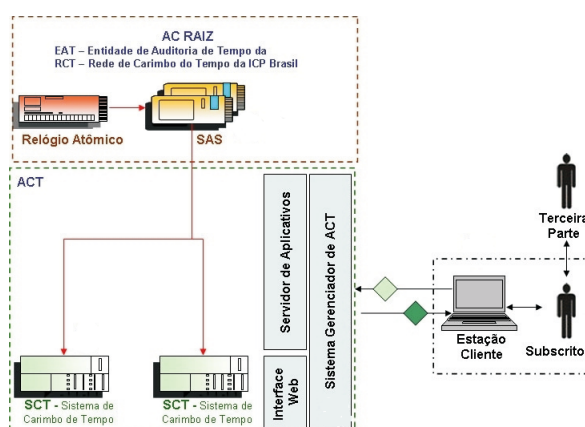 AC RAIZ
EAT – Entidade de Auditoria de Tempo da
RCT – Rede de Carimbo do Tempo da ICP Brasil
Relógio Atômico
SAS
ACT
Servidor de Aplicativos
Sistema Gerenciador de ACT
Interface
Web
Terceira
Parte
Estação
Cliente
Subscrito
SCT - Sistema de
Carimbo de Tempo
SCT - Sistema de
Carimbo de Tempo